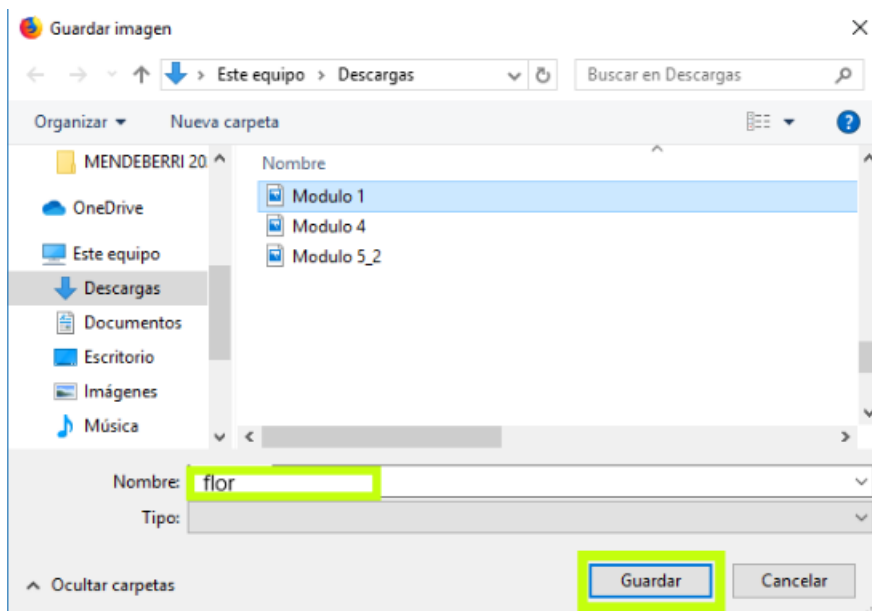 Guardar imagen
Este equipo > Descargas
Buscar en Descargas
Organizar
Nueva carpeta
?
MENDEBERRI 20
OneDrive
Este equipo
Descargas
Documentos
Escritorio
Imágenes
Música
Nombre
Modulo 1
Modulo 4
Modulo 5_2
Nombre: flor
Tipo:
Ocultar carpetas
Guardar
Cancelar